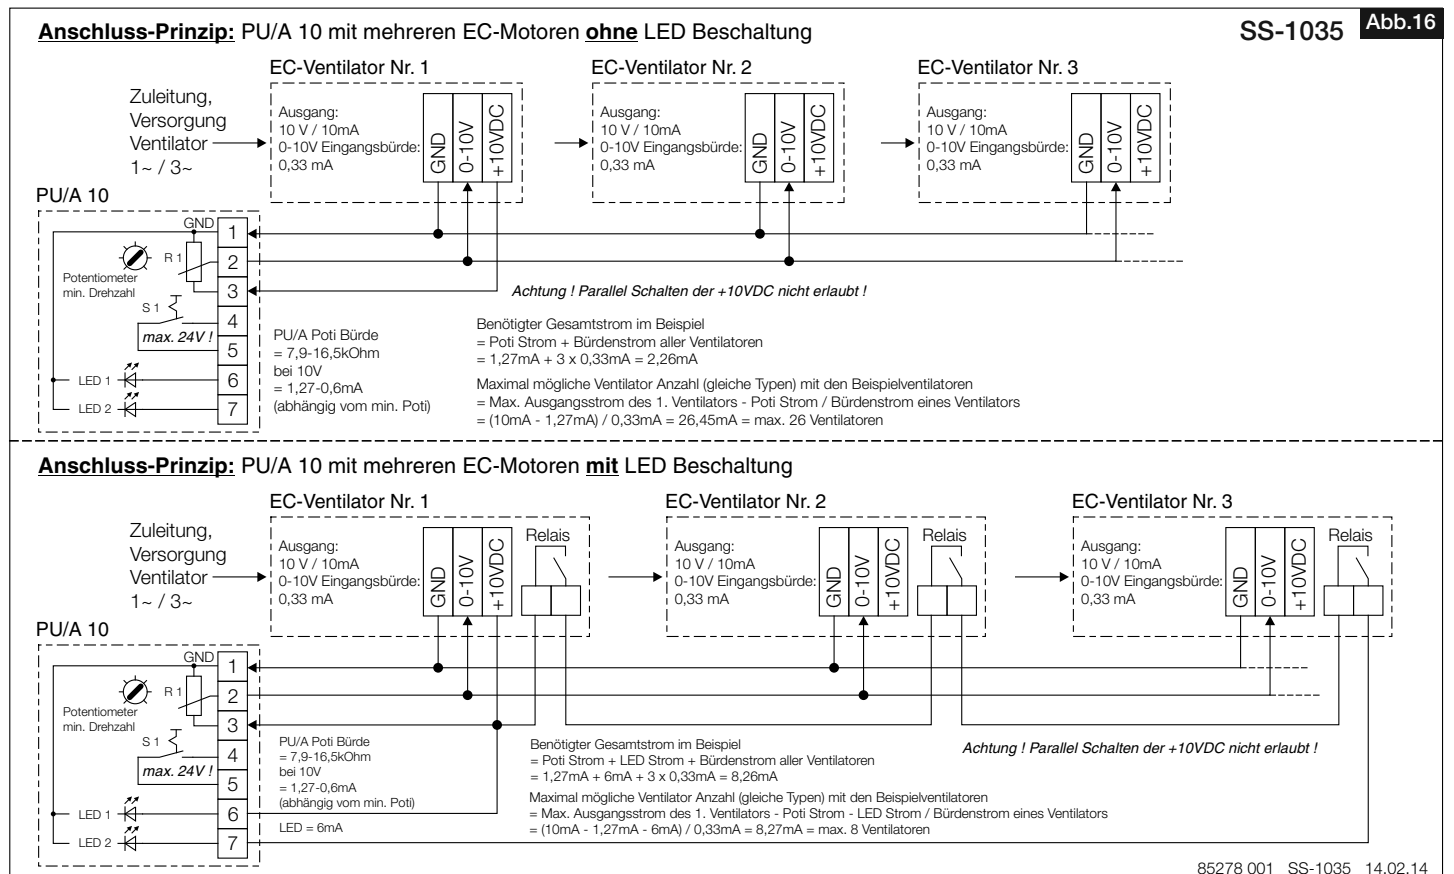 Anschluss-Prinzip: PU/A 10 mit mehreren EC-Motoren ohne LED Beschaltung
SS-1035
Abb.16
EC-Ventilator Nr. 1
EC-Ventilator Nr. 2
EC-Ventilator Nr. 3
Zuleitung,
Versorgung
Ventilator
1~ / 3~
Ausgang:
10 V / 10mA
0-10V Eingangsbürde:
0,33 mA
GND
0-10V
+10VDC
Ausgang:
10 V / 10mA
0-10V Eingangsbürde:
0,33 mA
GND
0-10V
+10VDC
Ausgang:
10 V / 10mA
0-10V Eingangsbürde:
0,33 mA
GND
0-10V
+10VDC
PU/A 10
GND
1
2
3
4
5
6
7
R 1
Potentiometer
min. Drehzahl
S 1
max. 24V !
LED 1
LED 2
Achtung ! Parallel Schalten der +10VDC nicht erlaubt !
PU/A Poti Bürde
= 7,9-16,5kOhm
bei 10V
= 1,27-0,6mA
(abhängig vom min. Poti)
Benötigter Gesamtstrom im Beispiel
= Poti Strom + Bürdenstrom aller Ventilatoren
= 1,27mA + 3 x 0,33mA = 2,26mA
Maximal mögliche Ventilator Anzahl (gleiche Typen) mit den Beispielventilatoren
= Max. Ausgangsstrom des 1. Ventilators - Poti Strom / Bürdenstrom eines Ventilators
= (10mA - 1,27mA) / 0,33mA = 26,45mA = max. 26 Ventilatoren
Anschluss-Prinzip: PU/A 10 mit mehreren EC-Motoren mit LED Beschaltung
EC-Ventilator Nr. 1
EC-Ventilator Nr. 2
EC-Ventilator Nr. 3
Zuleitung,
Versorgung
Ventilator
1~ / 3~
Ausgang:
10 V / 10mA
0-10V Eingangsbürde:
0,33 mA
GND
0-10V
+10VDC
Relais
Ausgang:
10 V / 10mA
0-10V Eingangsbürde:
0,33 mA
GND
0-10V
+10VDC
Relais
Ausgang:
10 V / 10mA
0-10V Eingangsbürde:
0,33 mA
GND
0-10V
+10VDC
Relais
PU/A 10
GND
1
2
3
4
5
6
7
R 1
Potentiometer
min. Drehzahl
S 1
max. 24V !
LED 1
LED 2
PU/A Poti Bürde
= 7,9-16,5kOhm
bei 10V
= 1,27-0,6mA
(abhängig vom min. Poti)
LED = 6mA
Benötigter Gesamtstrom im Beispiel
= Poti Strom + LED Strom + Bürdenstrom aller Ventilatoren
= 1,27mA + 6mA + 3 x 0,33mA = 8,26mA
Achtung ! Parallel Schalten der +10VDC nicht erlaubt !
Maximal mögliche Ventilator Anzahl (gleiche Typen) mit den Beispielventilatoren
= Max. Ausgangsstrom des 1. Ventilators - Poti Strom - LED Strom / Bürdenstrom eines Ventilators
= (10mA - 1,27mA - 6mA) / 0,33mA = 8,27mA = max. 8 Ventilatoren
85278 001 SS-1035 14.02.14